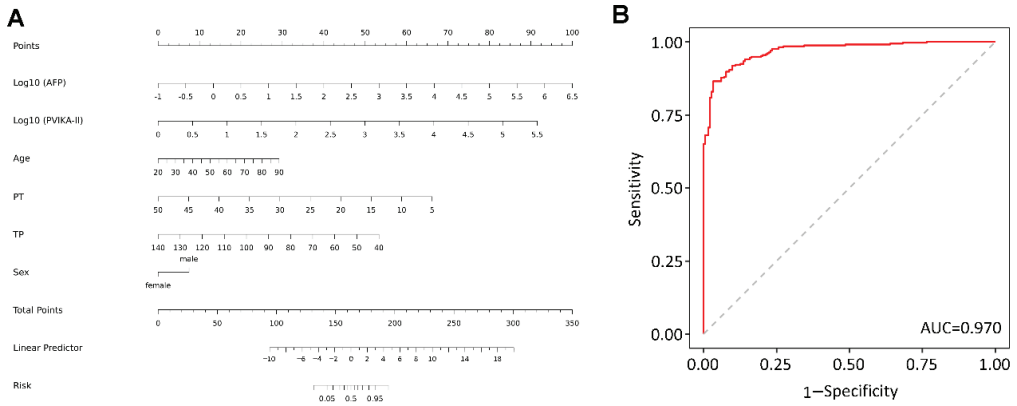 A
Points
0 10 20 30 40 50 60 70 80 90 100
Log10 (AFP)
-1 -0.5 0 0.5 1 1.5 2 2.5 3 3.5 4 4.5 5 5.5 6 6.5
Log10 (PVIKA-II)
0 0.5 1 1.5 2 2.5 3 3.5 4 4.5 5 5.5
Age
20 30 35 40 45 50 55 60 65 70 75 80 90
PT
50 45 40 35 30 25 20 15 10 5
TP
140 130 120 110 100 90 80 70 60 50 40
male
Sex
female
Total Points
0 50 100 150 200 250 300 350
Linear Predictor
−10 −6 −4 −2 0 2 4 6 8 10 14 18
Risk
0.05 0.5 0.95
B
Sensitivity
1.00
0.75
0.50
0.25
0.00
AUC=0.970
0.00 0.25 0.50 0.75 1.00
1−Specificity